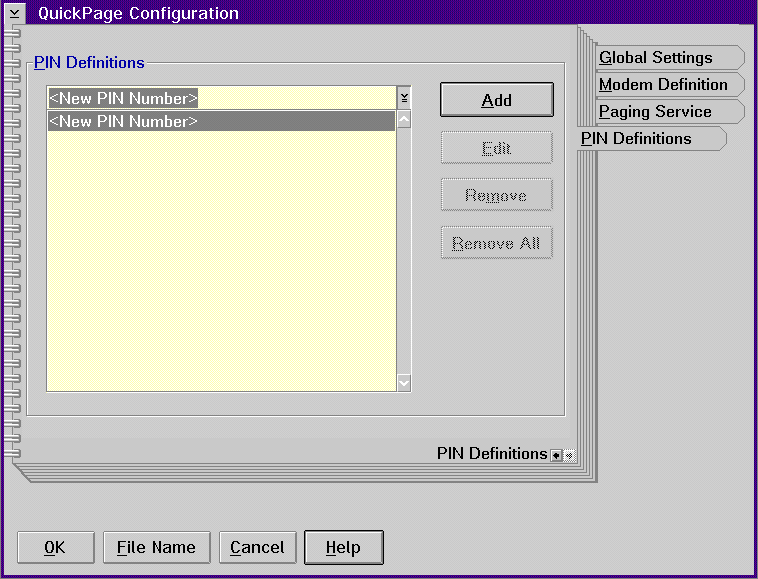 QuickPage Configuration
PIN Definitions
<New PIN Number>
<New PIN Number>
Add
Edit
Remove
Remove All
Global Settings
Modem Definition
Paging Service
PIN Definitions
PIN Definitions
OK
File Name
Cancel
Help